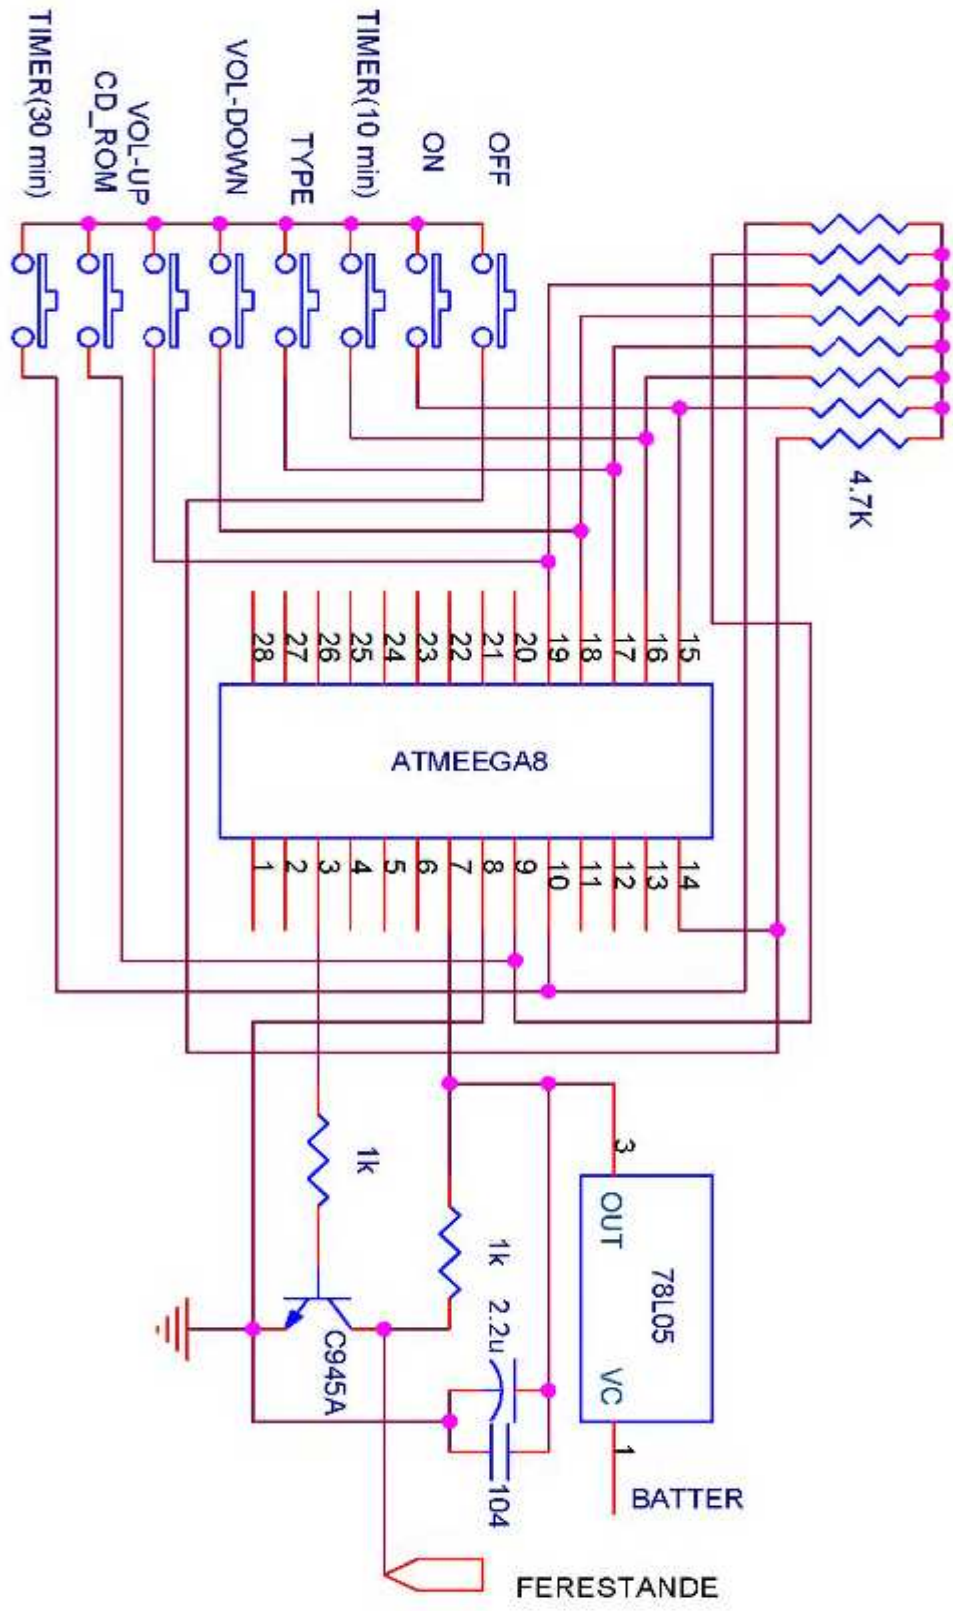 TIMER(30 min)
CD_ROM
VOL-UP
VOL-DOWN
TYPE
TIMER(10 min)
ON
OFF
4.7K
28
27
26
25
24
23
22
21
20
19
18
17
16
15
ATMEEGA8
1
2
3
4
5
6
7
8
9
10
11
12
13
14
1k
1k
2.2u
C945A
104
3
OUT
78L05
VC
1
BATTER
FERESTANDE